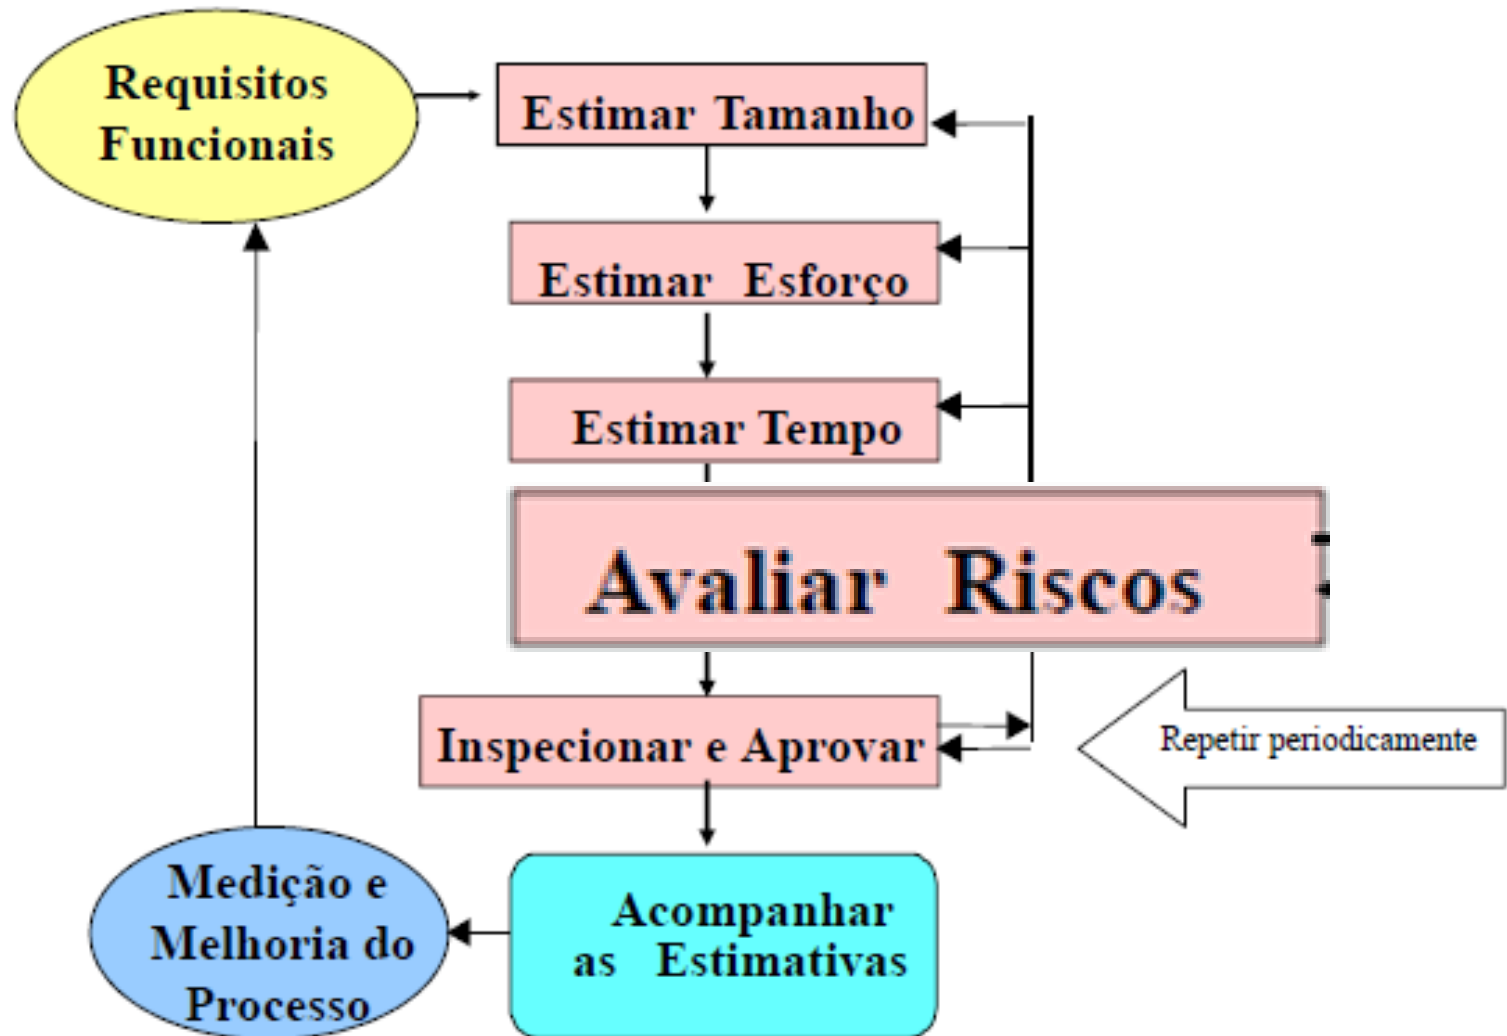 Requisitos
Funcionais
Estimar Tamanho
Estimar Esforço
Estimar Tempo
Avaliar Riscos
Inspecionar e Aprovar
Repetir periodicamente
Acompanhar
as Estimativas
Medição e
Melhoria do
Processo